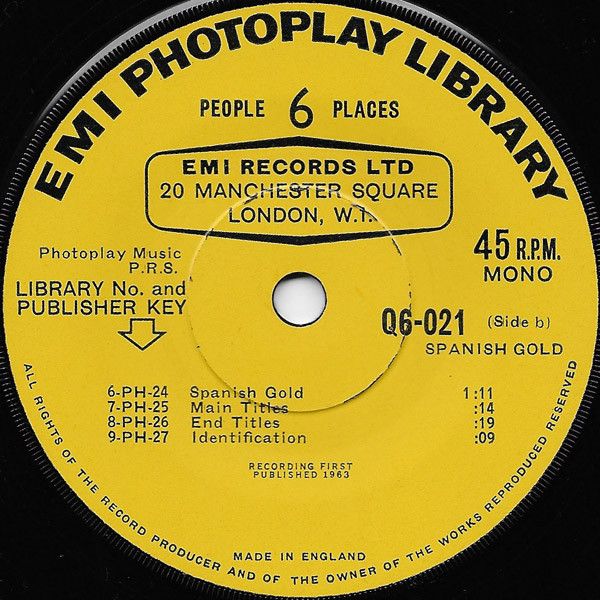 EMI PHOTOPLAY LIBRARY
PEOPLE 6 PLACES
EMI RECORDS LTD
20 MANCHESTER SQUARE
LONDON, W.1.
Photoplay Music
P.R.S.
LIBRARY No. and
PUBLISHER KEY
45 R.P.M.
MONO
Q6-021 (Side b)
SPANISH GOLD
6-PH-24 Spanish Gold 1:11
7-PH-25 Main Titles :14
8-PH-26 End Titles :19
9-PH-27 Identification :09
RECORDING FIRST
PUBLISHED 1963
MADE IN ENGLAND
ALL RIGHTS OF THE RECORD PRODUCER AND OF THE OWNER OF THE WORKS REPRODUCED RESERVED